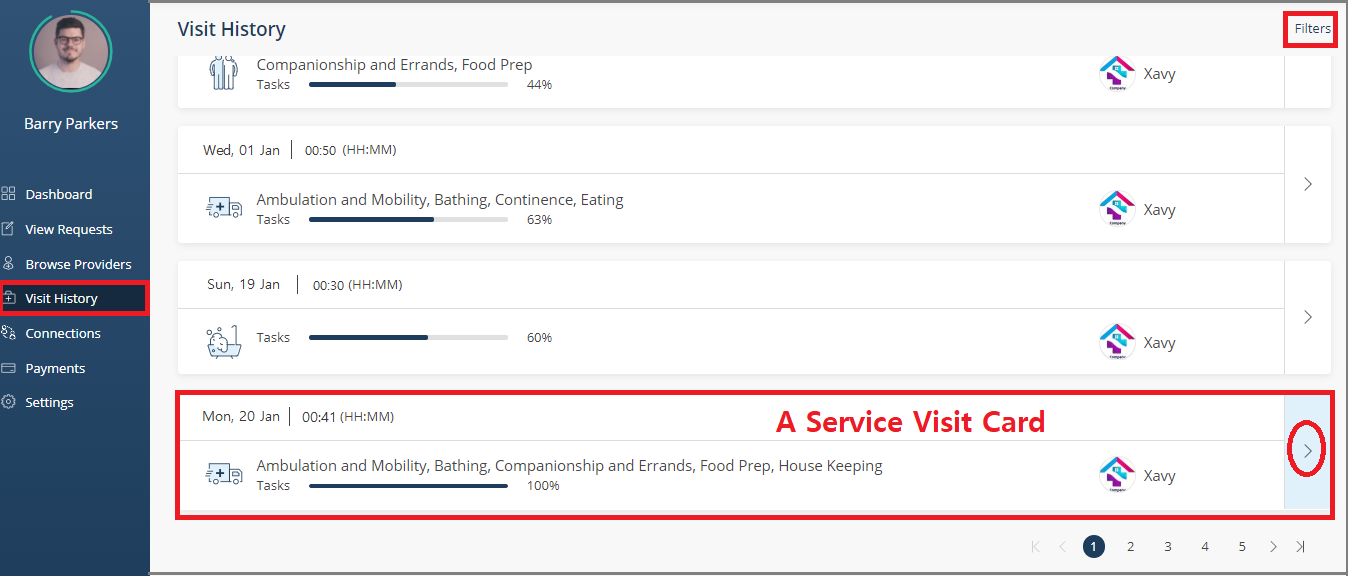 Visit History
Filters
Barry Parkers
Dashboard
View Requests
Browse Providers
Visit History
Connections
Payments
Settings
Companionship and Errands, Food Prep
Tasks 44%
Company
Xavy
Wed, 01 Jan 00:50 (HH:MM)
Ambulation and Mobility, Bathing, Continence, Eating
Tasks 63%
Company
Xavy
Sun, 19 Jan 00:30 (HH:MM)
Tasks 60%
Company
Xavy
Mon, 20 Jan 00:41 (HH:MM)
A Service Visit Card
Ambulation and Mobility, Bathing, Companionship and Errands, Food Prep, House Keeping
Tasks 100%
Company
Xavy
1 2 3 4 5